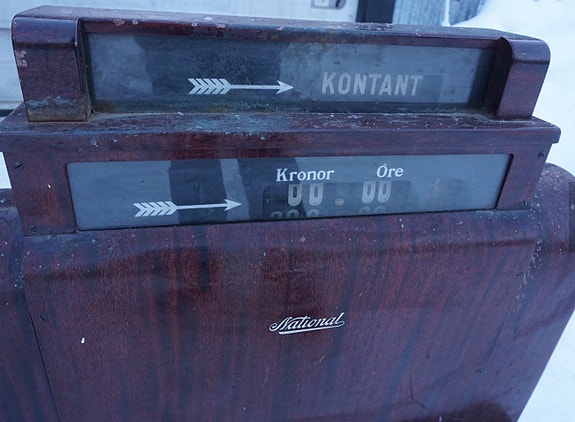 KONTANT
Kronor Öre
00 00
National